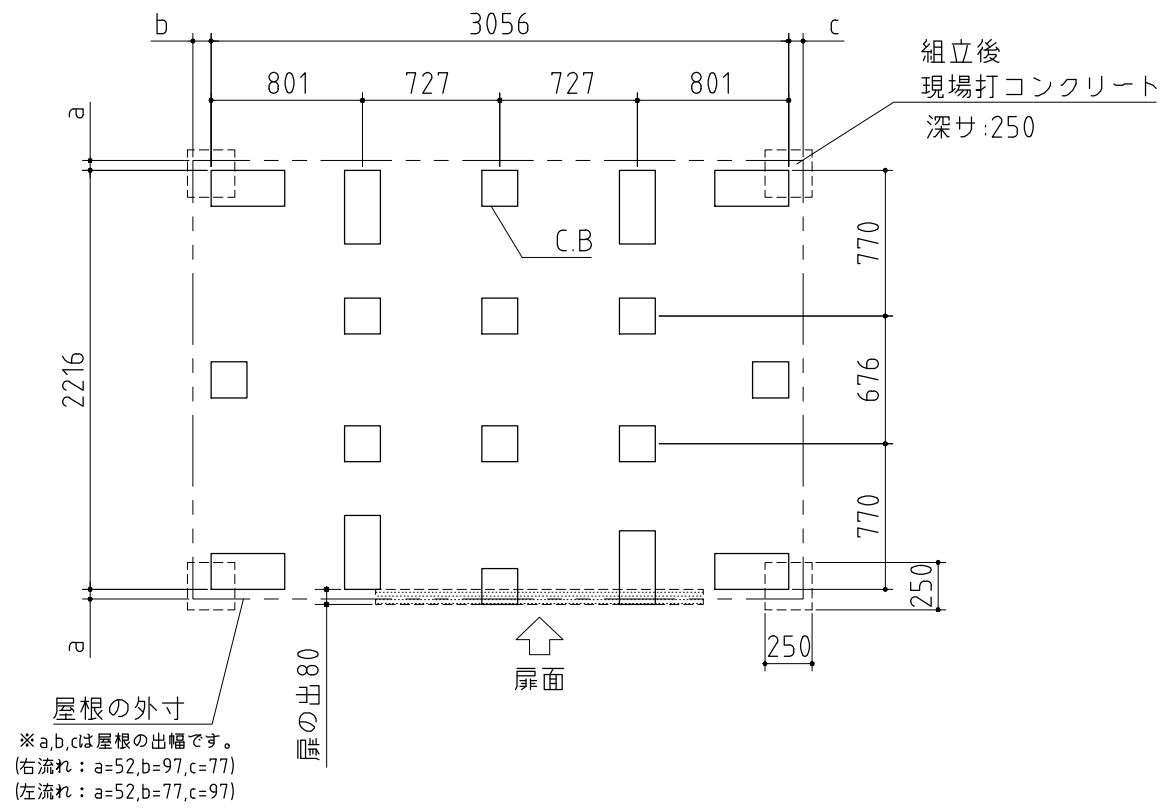 b
3056
c
801
727
727
801
組立後
現場打コンクリート
深サ:250
a
C.B
770
2216
676
770
250
250
a
扉の出80
扉面
屋根の外寸
※a,b,cは屋根の出幅です。
(右流れ：a=52,b=97,c=77)
(左流れ：a=52,b=77,c=97)